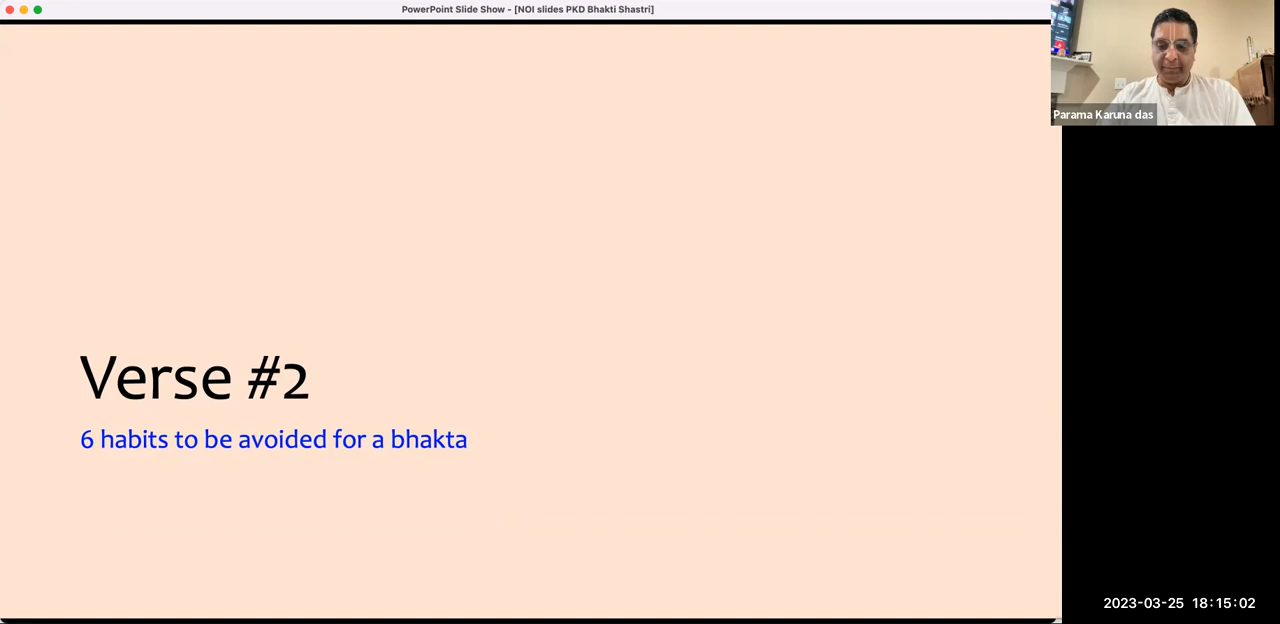 PowerPoint Slide Show - [NOI slides PKD Bhakti Shastri]
Parama Karuna das
Verse #2
6 habits to be avoided for a bhakta
2023-03-25 18:15:02